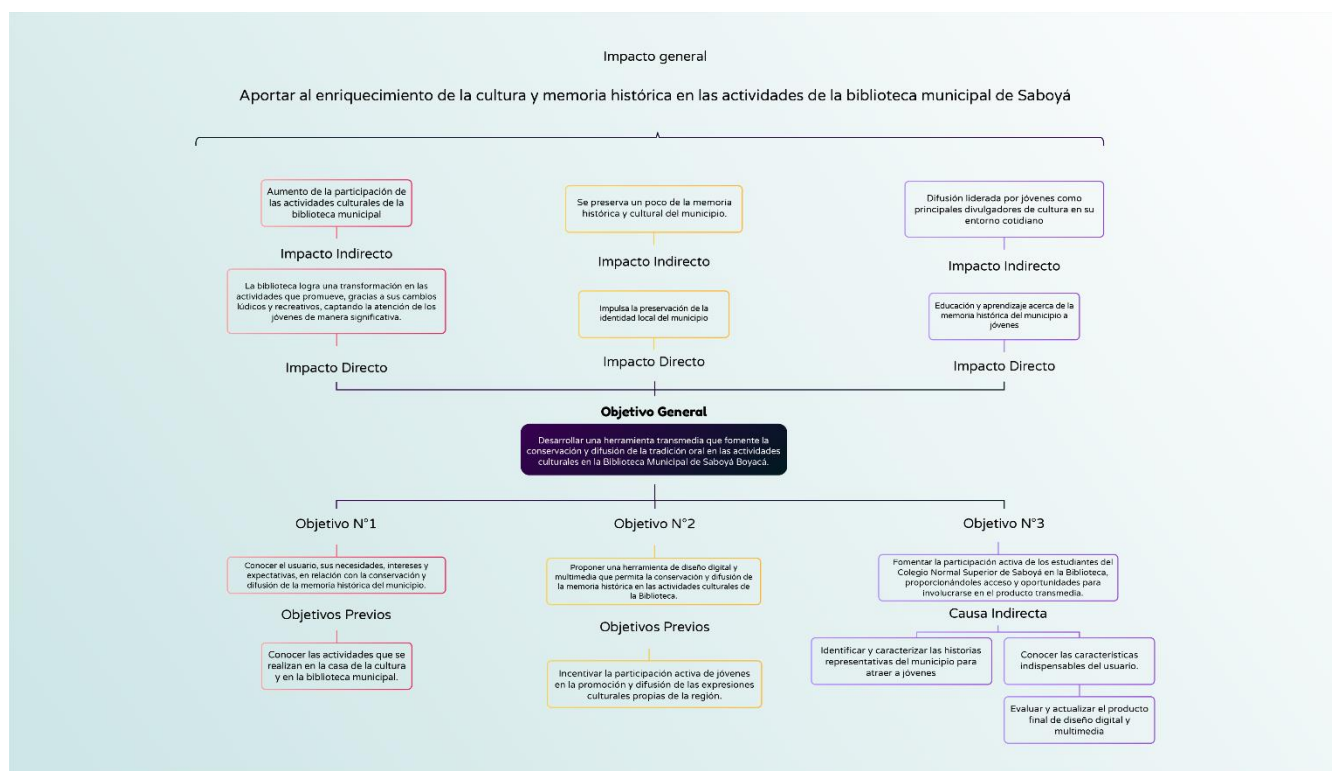 Impacto general
Aportar al enriquecimiento de la cultura y memoria histórica en las actividades de la biblioteca municipal de Saboyá
Aumento de la participación de
las actividades culturales de la
biblioteca municipal
Impacto Indirecto
La biblioteca logra una transformación en las
actividades que promueve, gracias a sus cambios
lúdicos y recreativos, captando la atención de los
jóvenes de manera significativa.
Impacto Directo
Se preserva un poco de la memoria
histórica y cultural del municipio.
Impacto Indirecto
Impulsa la preservación de la
identidad local del municipio
Impacto Directo
Difusión liderada por jóvenes como
principales divulgadores de cultura en su
entorno cotidiano
Impacto Indirecto
Educación y aprendizaje acerca de la
memoria histórica del municipio a
jóvenes
Impacto Directo
Objetivo General
Desarrollar una herramienta transmedia que fomente la
conservación y difusión de la tradición oral en las actividades
culturales en la Biblioteca Municipal de Saboyá Boyacá.
Objetivo N°1
Conocer el usuario, sus necesidades, intereses y
expectativas, en relación con la conservación y
difusión de la memoria histórica del municipio.
Objetivos Previos
Conocer las actividades que se
realizan en la casa de la cultura
y en la biblioteca municipal.
Objetivo N°2
Proponer una herramienta de diseño digital y
multimedia que permita la conservación y difusión de
la memoria histórica en las actividades culturales de
la Biblioteca.
Objetivos Previos
Incentivar la participación activa de jóvenes
en la promoción y difusión de las expresiones
culturales propias de la región.
Objetivo N°3
Fomentar la participación activa de los estudiantes del
Colegio Normal Superior de Saboyá en la Biblioteca,
proporcionándoles acceso y oportunidades para
involucrarse en el producto transmedia.
Causa Indirecta
Identificar y caracterizar las historias
representativas del municipio para
atraer a jóvenes
Conocer las características
indispensables del usuario.
Evaluar y actualizar el producto
final de diseño digital y
multimedia